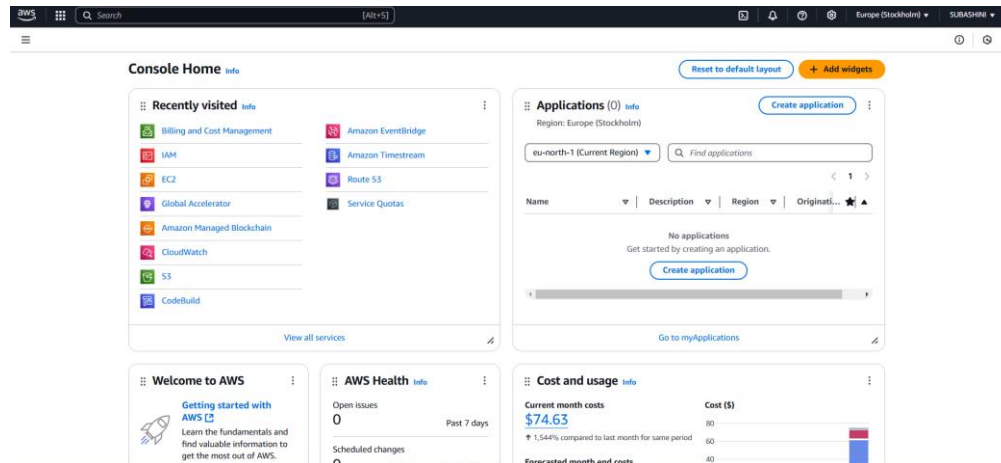 aws
Search
[Alt+S]
Europe (Stockholm)
SUBASHINI
Console Home Info
Reset to default layout
+ Add widgets
Recently visited Info
Billing and Cost Management
IAM
EC2
Global Accelerator
Amazon Managed Blockchain
CloudWatch
S3
CodeBuild
Amazon EventBridge
Amazon Timestream
Route 53
Service Quotas
View all services
Applications (0) Info
Create application
Region: Europe (Stockholm)
eu-north-1 (Current Region)
Find applications
1
Name
Description
Region
Originati...
No applications
Get started by creating an application.
Create application
Go to myApplications
Welcome to AWS
Getting started with
AWS
Learn the fundamentals and
find valuable information to
get the most out of AWS.
AWS Health Info
Open issues
0
Past 7 days
Scheduled changes
Cost and usage Info
Current month costs
$74.63
1,544% compared to last month for same period
Forecasted month end costs
Cost ($)
80
60
40